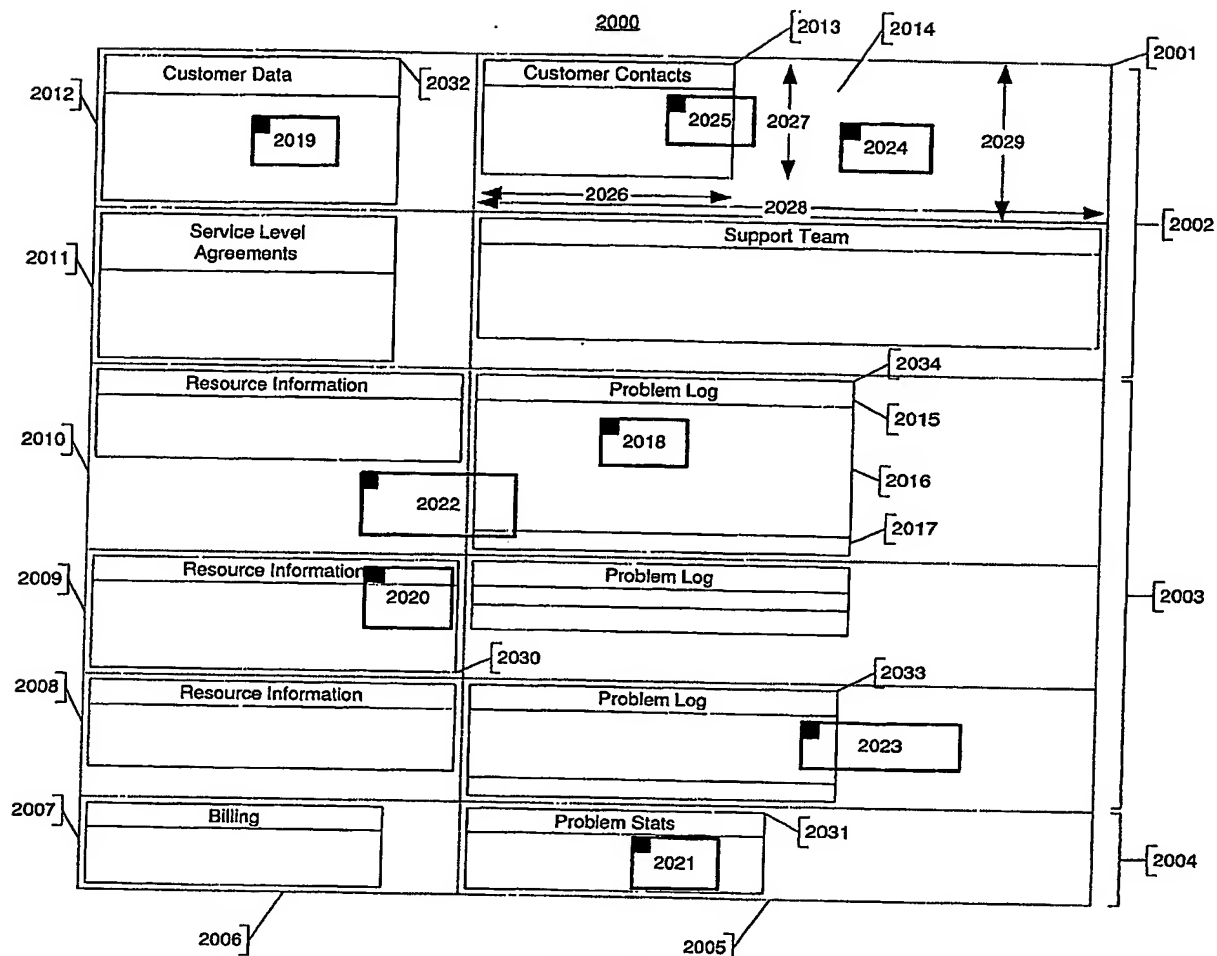 2000
2013
2014
2001
Customer Data
2032
Customer Contacts
2012
2019
2025
2027
2024
2029
2026
2028
2002
Service Level
Agreements
Support Team
2011
2034
Resource Information
Problem Log
2015
2010
2018
2016
2022
2017
Resource Information
Problem Log
2009
2020
2003
2030
2033
2008
Resource Information
Problem Log
2023
2007
Billing
Problem Stats
2031
2021
2004
2006
2005